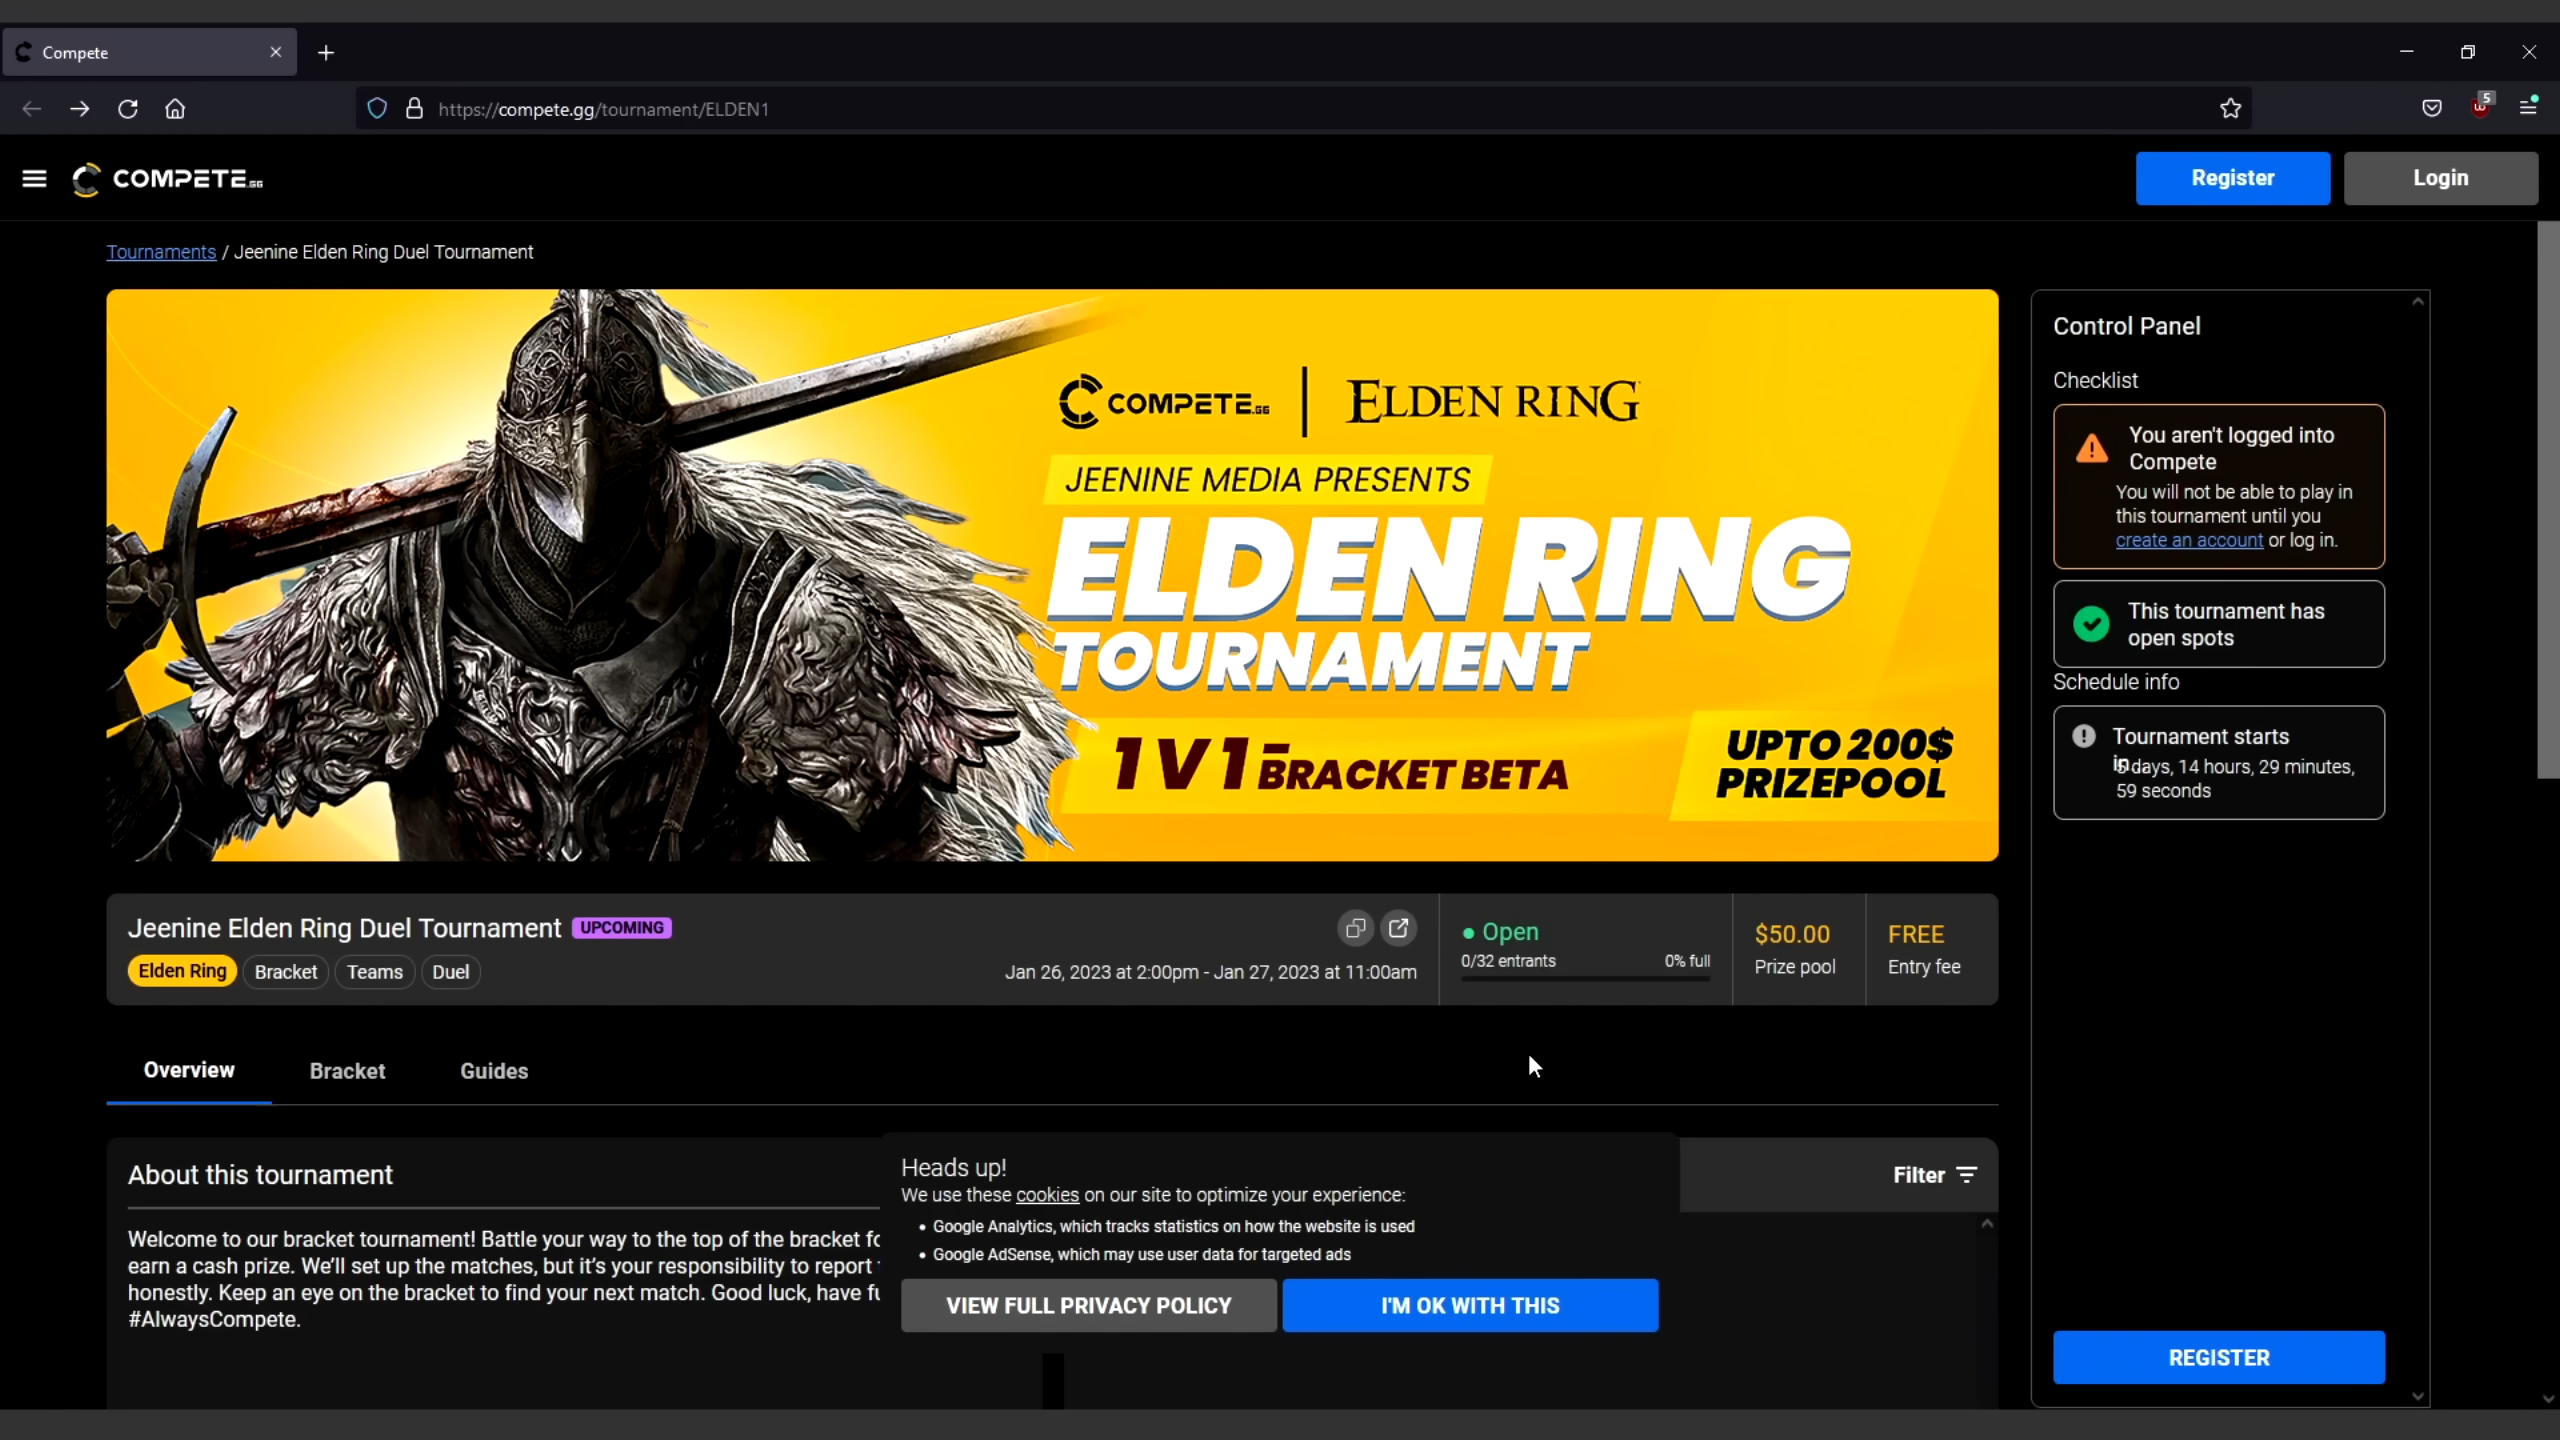 Compete
5
https://compete.gg/tournament/ELDEN1
COMPETE.GG
Register
Login
Tournaments / Jeenine Elden Ring Duel Tournament
COMPETE.GG
ELDEN RING
JEENINE MEDIA PRESENTS
ELDEN RING
TOURNAMENT
1 V 1 - BRACKET BETA
UPTO 200$
PRIZEPOOL
Control Panel
Checklist
You aren't logged into
Compete
You will not be able to play in
this tournament until you
create an account or log in.
This tournament has
open spots
Schedule info
Tournament starts
in
5 days, 14 hours, 29 minutes,
59 seconds
Jeenine Elden Ring Duel Tournament UPCOMING
Elden Ring Bracket Teams Duel
Jan 26, 2023 at 2:00pm - Jan 27, 2023 at 11:00am
Open
0/32 entrants 0% full
$50.00
Prize pool
FREE
Entry fee
Overview Bracket Guides
About this tournament
Welcome to our bracket tournament! Battle your way to the top of the bracket
earn a cash prize. We'll set up the matches, but it's your responsibility to report
honestly. Keep an eye on the bracket to find your next match. Good luck, have
#AlwaysCompete.
Filter
Heads up!
We use these cookies on our site to optimize your experience:
• Google Analytics, which tracks statistics on how the website is used
• Google AdSense, which may use user data for targeted ads
VIEW FULL PRIVACY POLICY
I'M OK WITH THIS
REGISTER